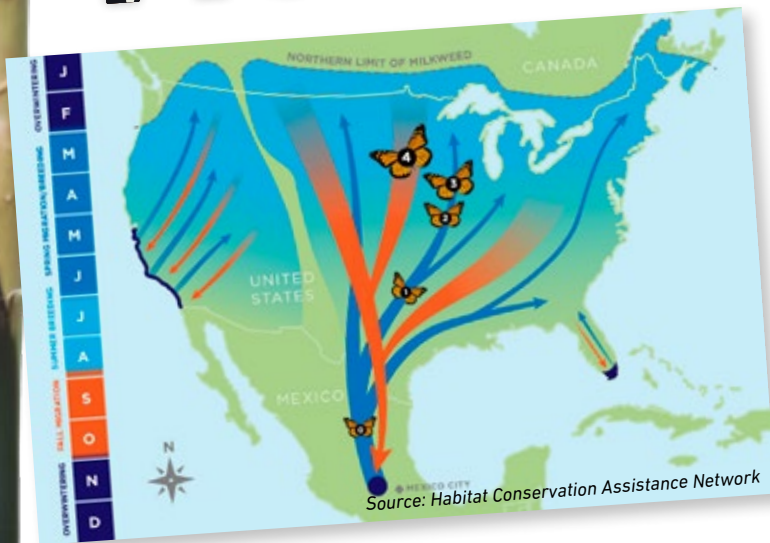 OVERWINTERING
SPRING MIGRATION/BREEDING
SUMMER BREEDING
FALL MIGRATION
OVERWINTERING
J
F
M
A
M
J
J
A
S
O
N
D
NORTHERN LIMIT OF MILKWEED
CANADA
UNITED
STATES
MEXICO
MEXICO CITY
N
4
3
2
1
Source: Habitat Conservation Assistance Network